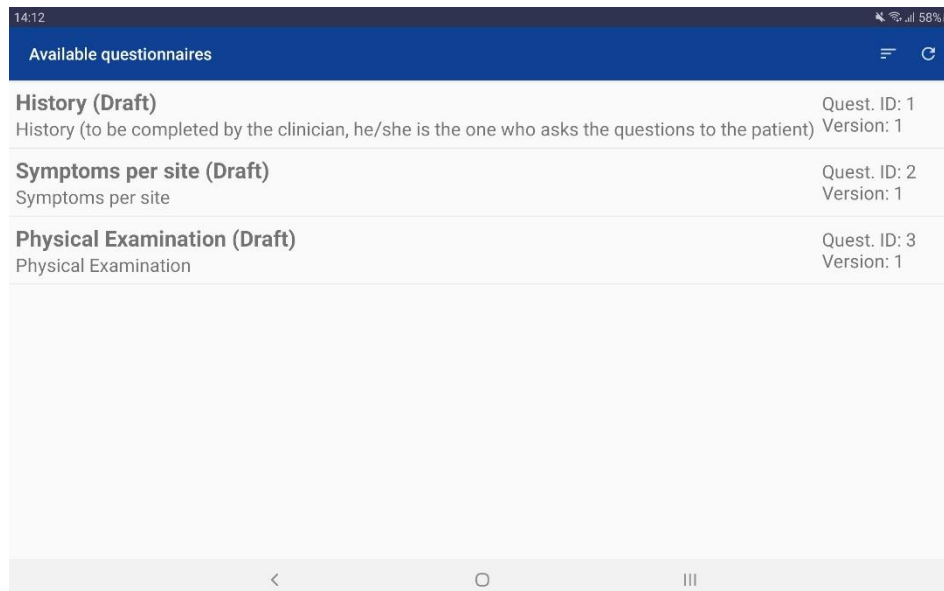 14:12
58%
Available questionnaires
History (Draft)
Quest. ID: 1
History (to be completed by the clinician, he/she is the one who asks the questions to the patient)
Version: 1
Symptoms per site (Draft)
Quest. ID: 2
Symptoms per site
Version: 1
Physical Examination (Draft)
Quest. ID: 3
Physical Examination
Version: 1